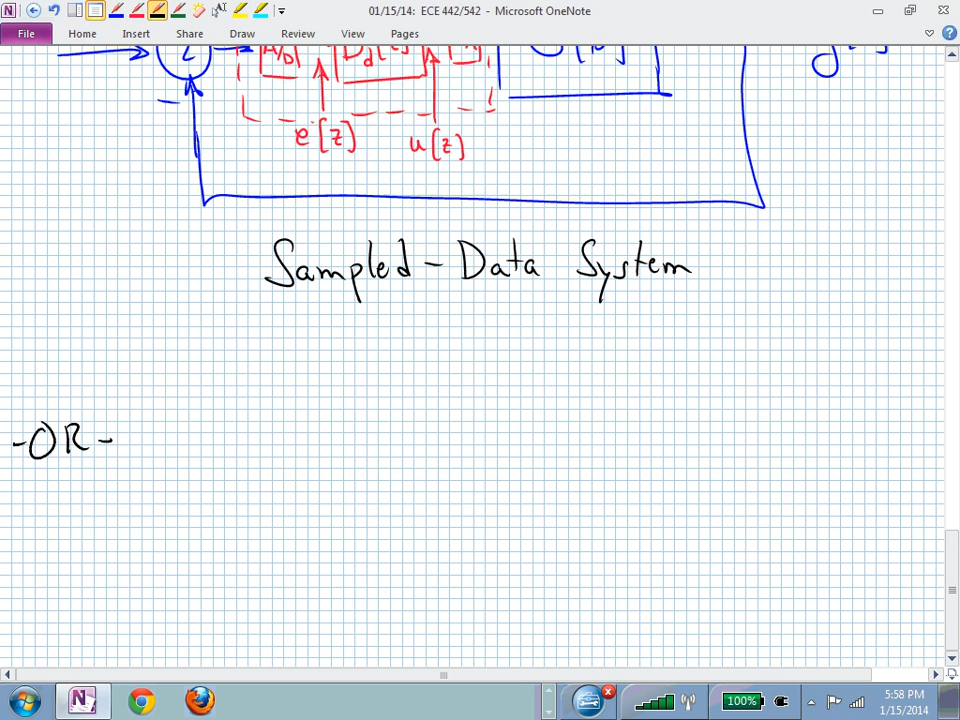 01/15/14: ECE 442/542 - Microsoft OneNote
File Home Insert Share Draw Review View Pages
A/D
e[z] u[z]
Sampled - Data System
-OR-
100%
5:58 PM
1/15/2014